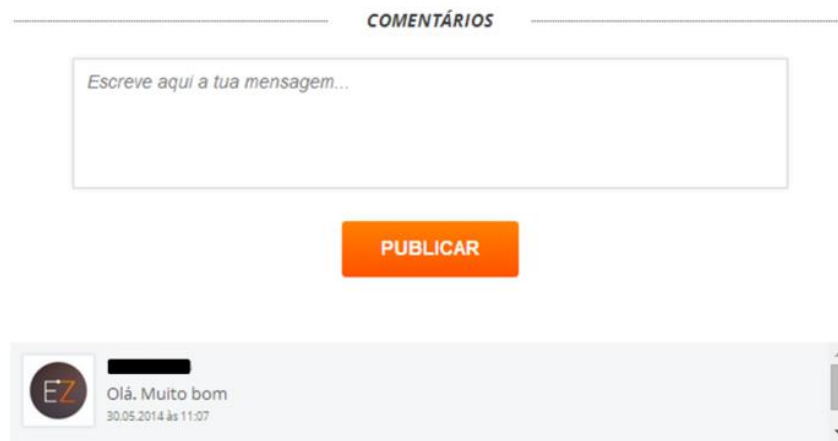 COMENTÁRIOS
Escreve aqui a tua mensagem...
PUBLICAR
EZ
Olá. Muito bom
30.05.2014 às 11:07